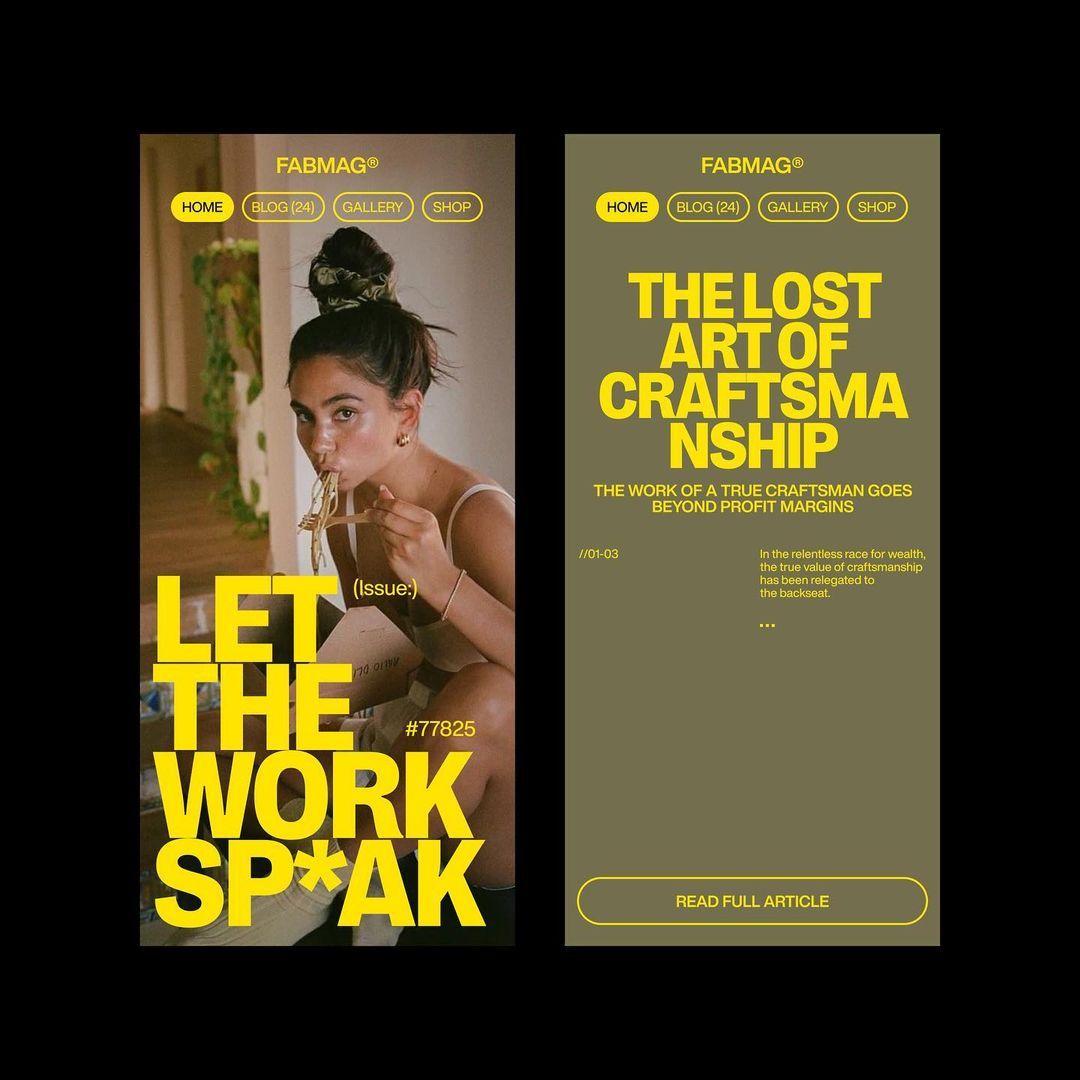 FABMAG®
HOME
BLOG (24)
GALLERY
SHOP
LET
(Issue:)
THE
#77825
WORK
SP*AK
FABMAG®
HOME
BLOG (24)
GALLERY
SHOP
THE LOST
ART OF
CRAFTSMA
NSHIP
THE WORK OF A TRUE CRAFTSMAN GOES
BEYOND PROFIT MARGINS
//01-03
In the relentless race for wealth,
the true value of craftsmanship
has been relegated to
the backseat.
...
READ FULL ARTICLE